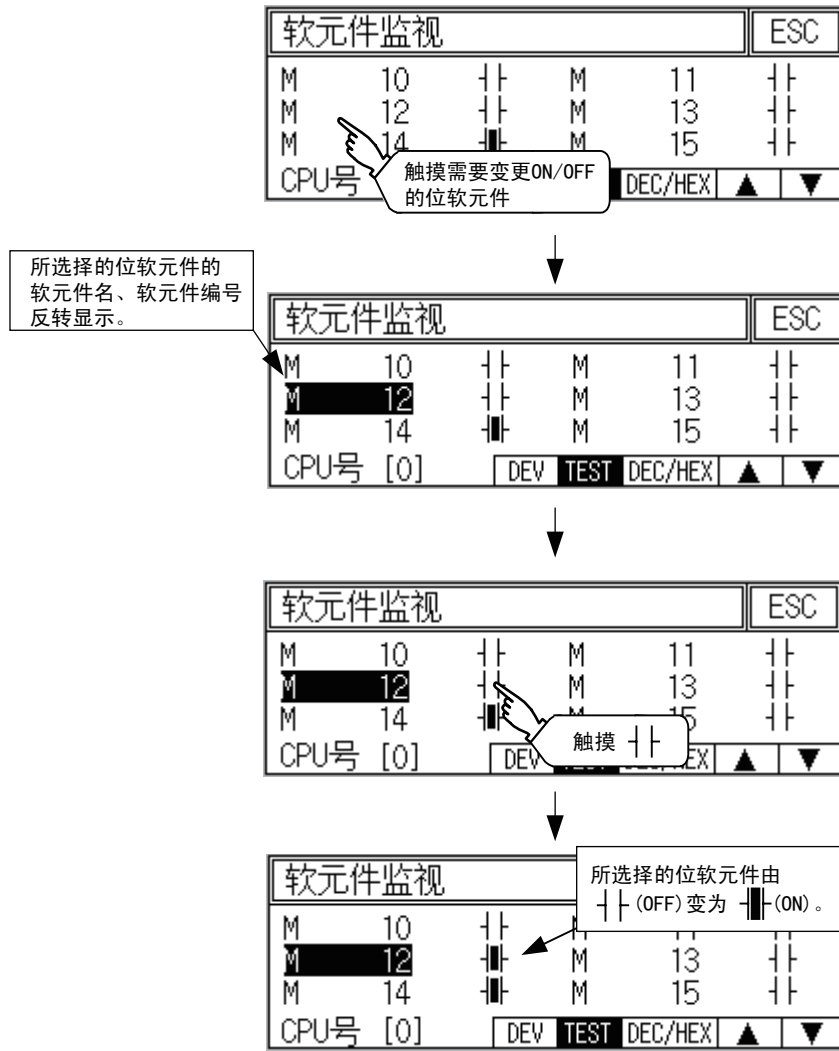 软元件监视 ESC
M 10 ┤├ M 11 ┤├
M 12 ┤├ M 13 ┤├
M 14 M 15 ┤├
CPU号 DEC/HEX ▲ ▼
触摸需要变更ON/OFF
的位软元件
所选择的位软元件的
软元件名、软元件编号
反转显示。
软元件监视 ESC
M 10 ┤├ M 11 ┤├
M 12 ┤├ M 13 ┤├
M 14 ┤■├ M 15 ┤├
CPU号 [0] DEV TEST DEC/HEX ▲ ▼
软元件监视 ESC
M 10 ┤├ M 11 ┤├
M 12 ┤├ M 13 ┤├
M 14 ┤■├ M 15 ┤├
CPU号 [0] DEV TEST DEC/HEX ▲ ▼
触摸 ┤├
软元件监视
所选择的位软元件由
┤├(OFF)变为 ┤■├(ON)。
M 10 ┤├ M 11 ┤├
M 12 ┤■├ M 13 ┤├
M 14 ┤■├ M 15 ┤├
CPU号 [0] DEV TEST DEC/HEX ▲ ▼